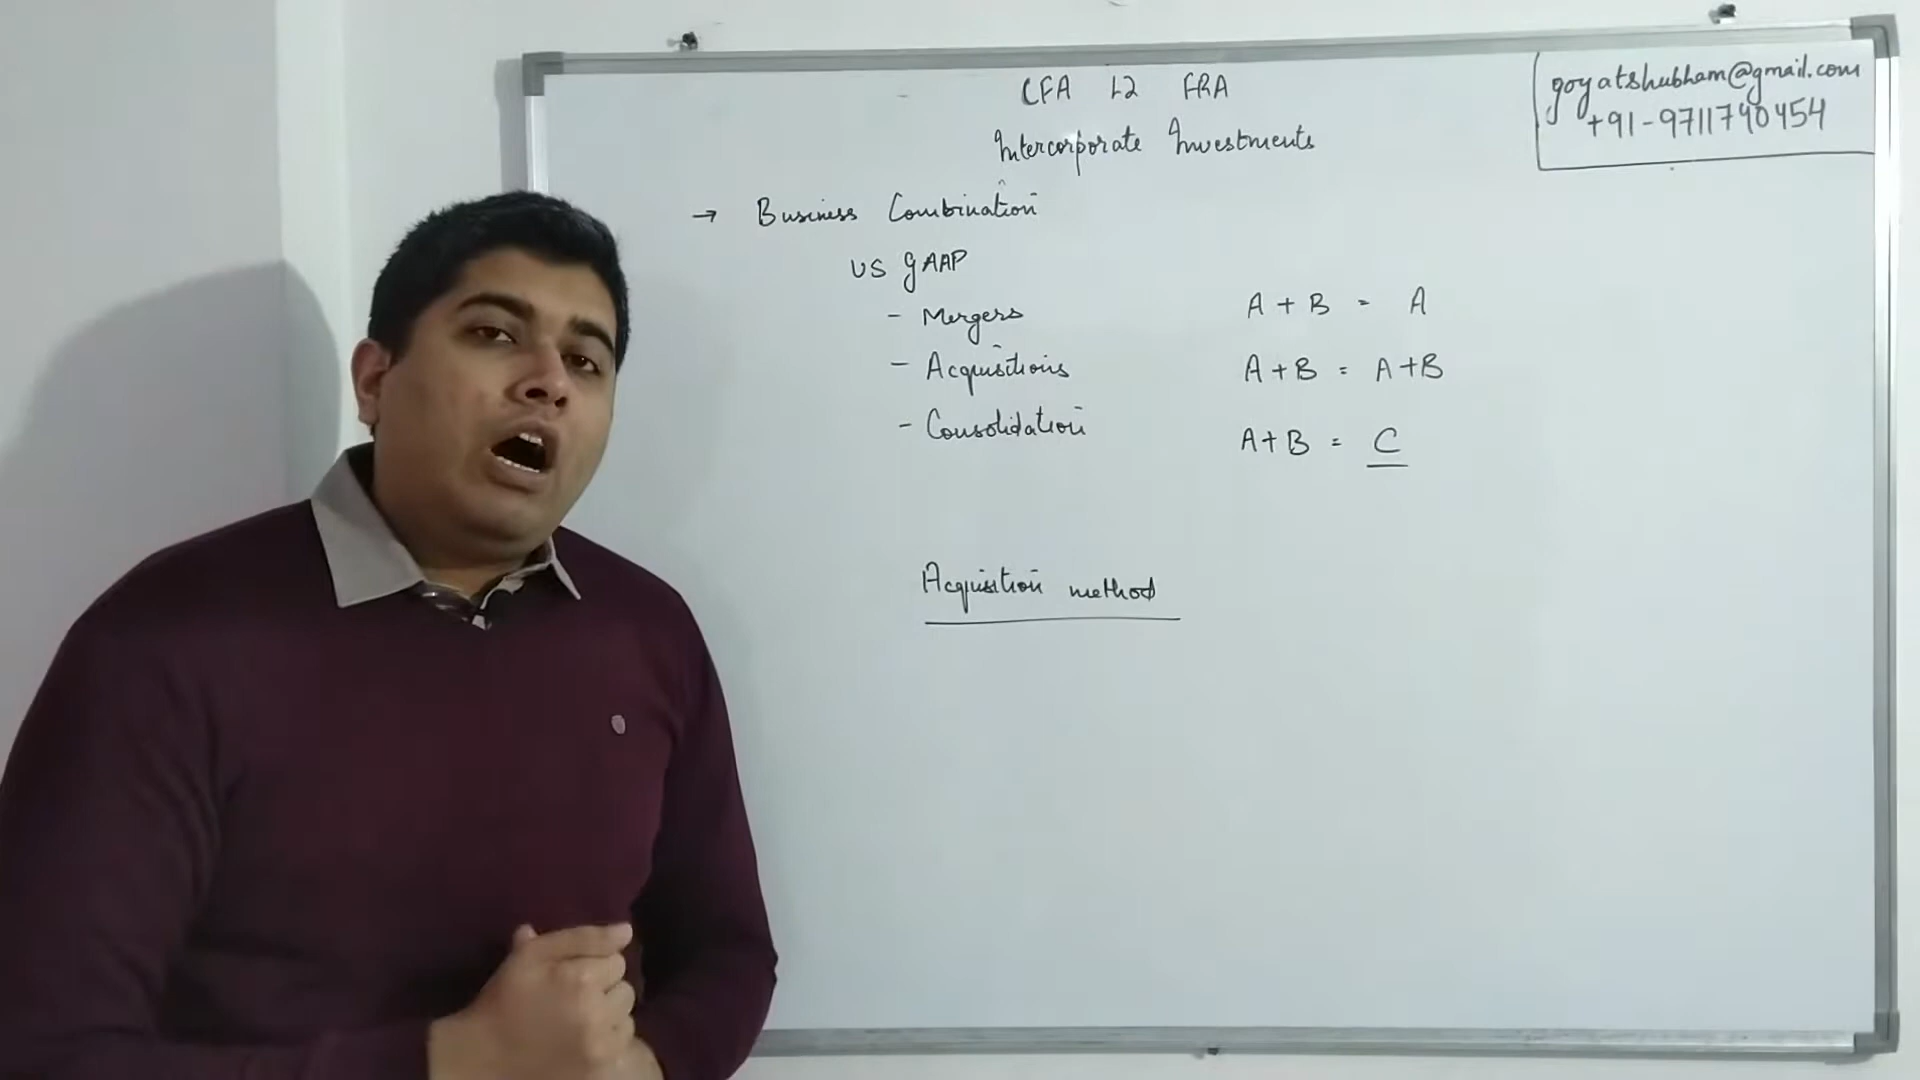 CFA L2 FRA
Intercorporate Investments
goyatshubham@gmail.com
+91-9711740454
→ Business Combination
US GAAP
- Mergers A + B = A
- Acquisitions A + B = A + B
- Consolidation A + B = C
Acquisition method